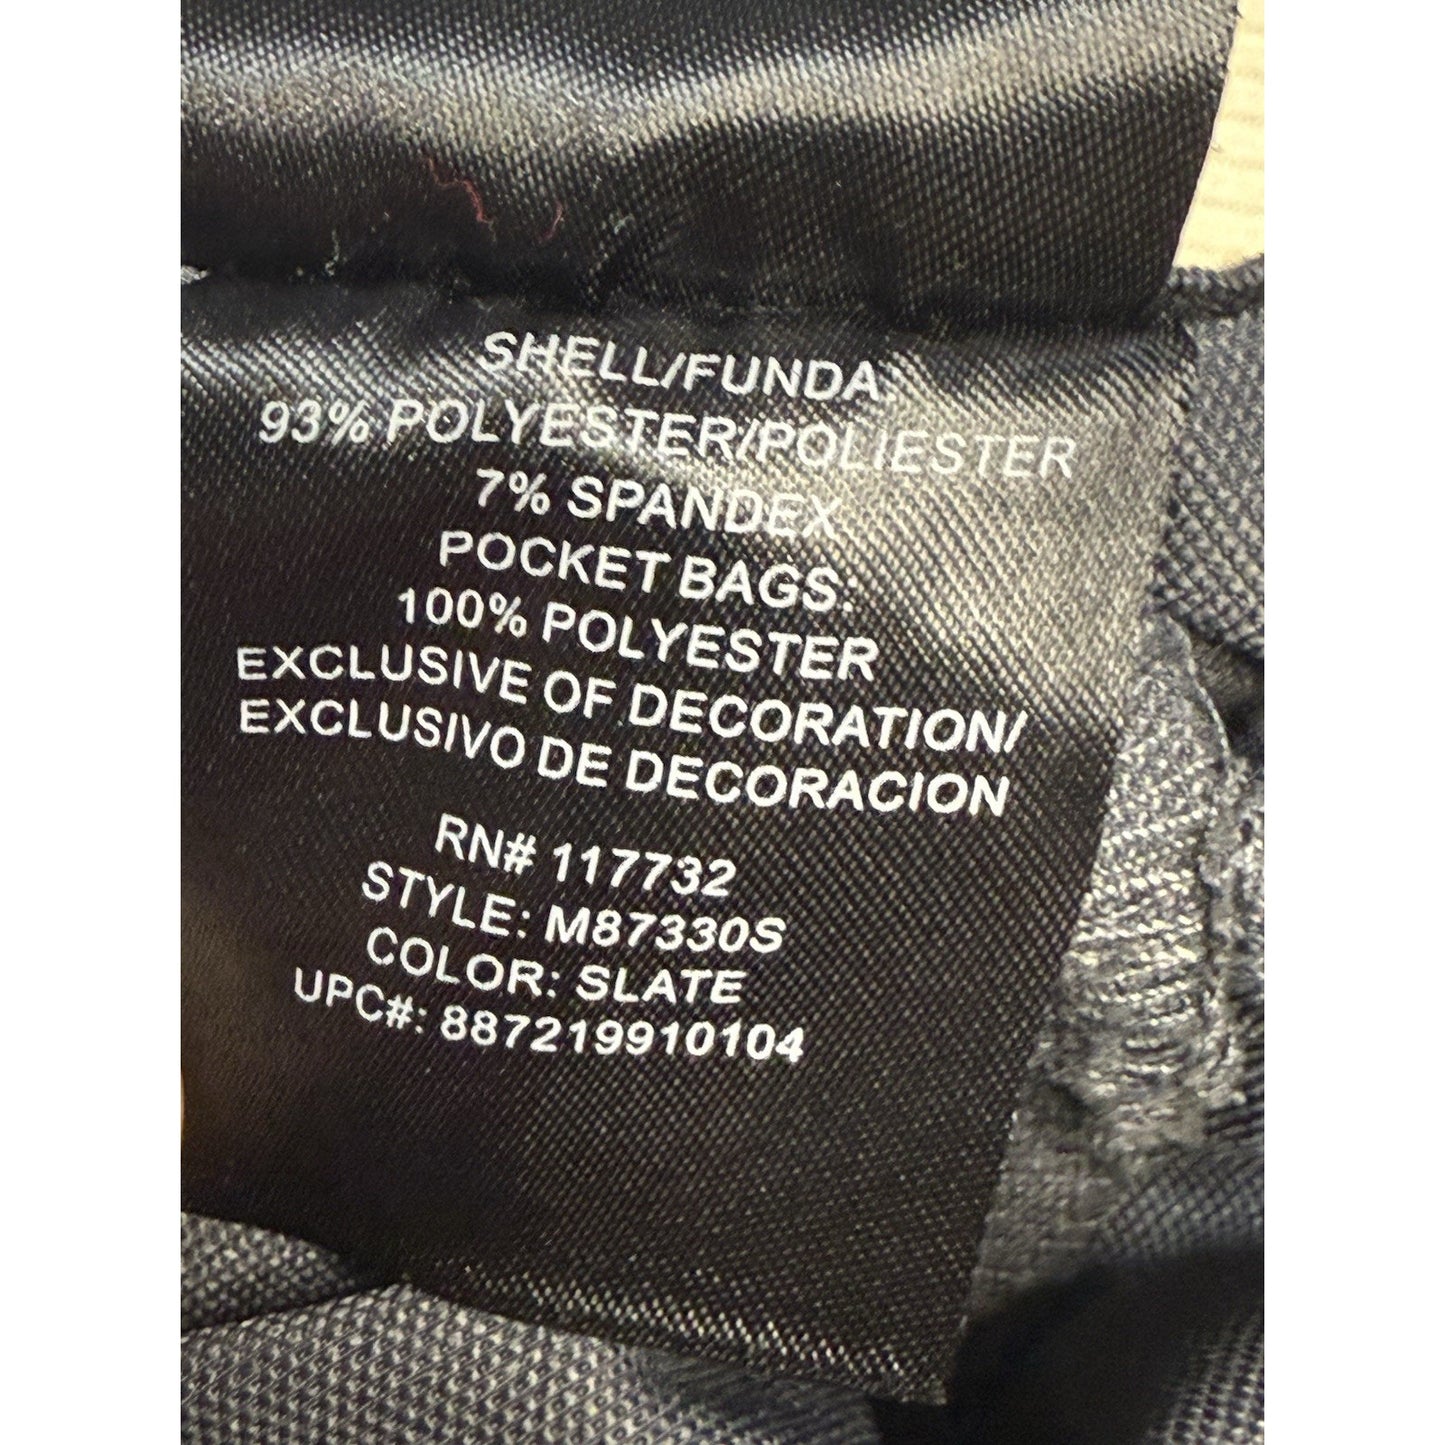 SHELL/FUNDA:
93% POLYESTER/POLIESTER
7% SPANDEX
POCKET BAGS:
100% POLYESTER
EXCLUSIVE OF DECORATION/
EXCLUSIVO DE DECORACION
RN# 117732
STYLE: M87330S
COLOR: SLATE
UPC#: 887219910104